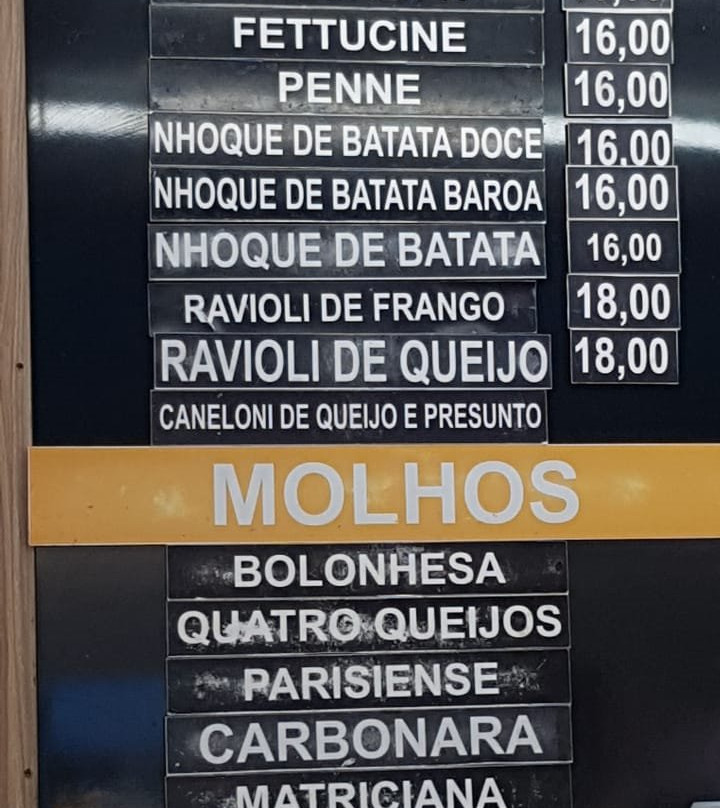 FETTUCINE 16,00
PENNE 16,00
NHOQUE DE BATATA DOCE 16,00
NHOQUE DE BATATA BAROA 16,00
NHOQUE DE BATATA 16,00
RAVIOLI DE FRANGO 18,00
RAVIOLI DE QUEIJO 18,00
CANELONI DE QUEIJO E PRESUNTO
MOLHOS
BOLONHESA
QUATRO QUEIJOS
PARISIENSE
CARBONARA
MATRICIANA